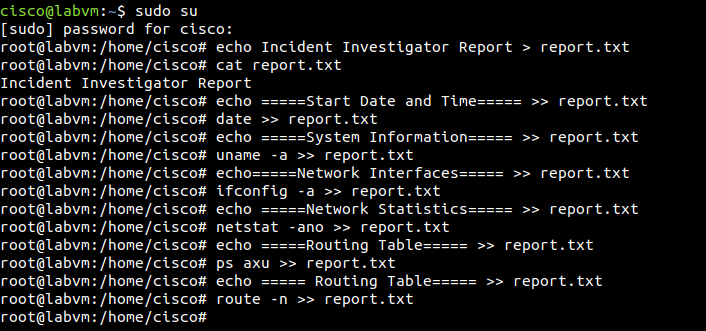 cisco@labvm:~$ sudo su
[sudo] password for cisco:
root@labvm:/home/cisco# echo Incident Investigator Report > report.txt
root@labvm:/home/cisco# cat report.txt
Incident Investigator Report
root@labvm:/home/cisco# echo =====Start Date and Time===== >> report.txt
root@labvm:/home/cisco# date >> report.txt
root@labvm:/home/cisco# echo =====System Information===== >> report.txt
root@labvm:/home/cisco# uname -a >> report.txt
root@labvm:/home/cisco# echo=====Network Interfaces===== >> report.txt
root@labvm:/home/cisco# ifconfig -a >> report.txt
root@labvm:/home/cisco# echo =====Network Statistics===== >> report.txt
root@labvm:/home/cisco# netstat -ano >> report.txt
root@labvm:/home/cisco# echo =====Routing Table===== >> report.txt
root@labvm:/home/cisco# ps axu >> report.txt
root@labvm:/home/cisco# echo ===== Routing Table===== >> report.txt
root@labvm:/home/cisco# route -n >> report.txt
root@labvm:/home/cisco#